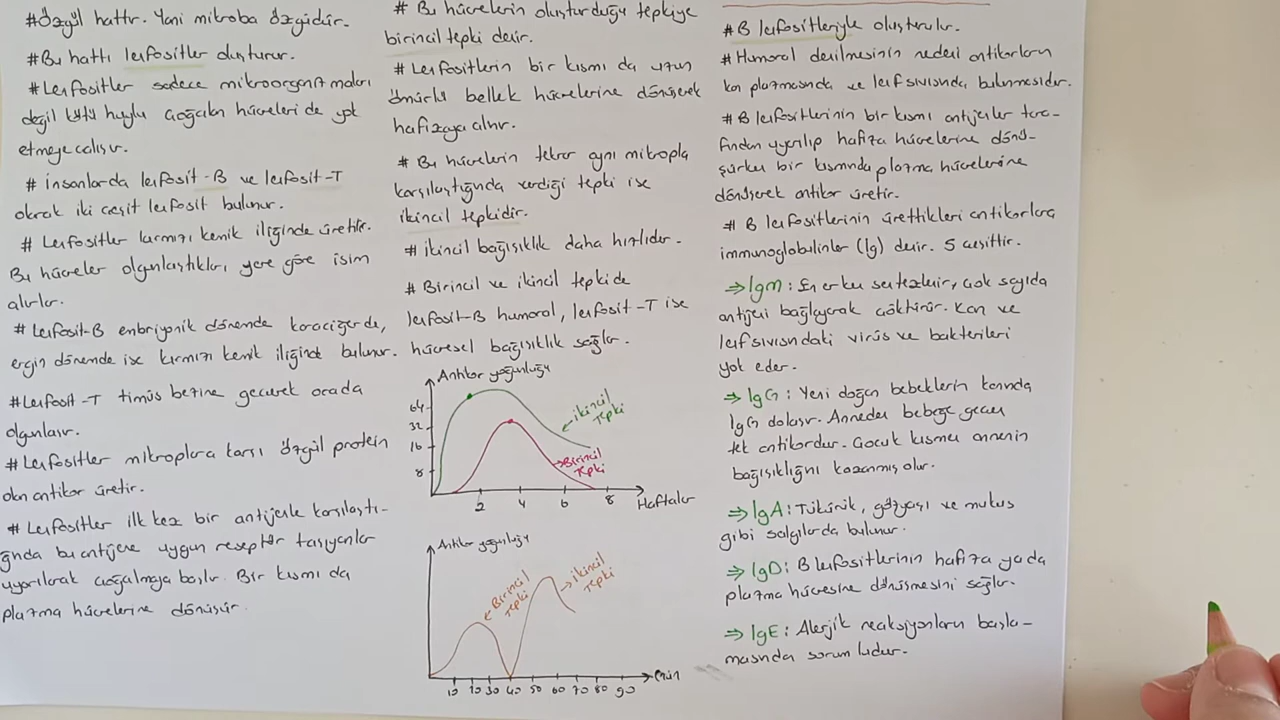 #Özgül hattır. Yani mikroba özgüdür.
#Bu hattı lenfositler oluşturur.
#Lenfositler sadece mikroorganizmaları
değil kötü huylu çoğalan hücreleri de yok
etmeye çalışır.
# İnsanlarda lenfosit-B ve lenfosit-T
olarak iki çeşit lenfosit bulunur.
# Lenfositler kırmızı kemik iliğinde üretilir.
Bu hücreler olgunlaştıkları yere göre isim
alırlar.
# Lenfosit-B embriyonik dönemde karaciğerde,
ergin dönemde ise kırmızı kemik iliğinde bulunur.
#Lenfosit-T timüs bezine geçerek orada
olgunlaşır.
#Lenfositler mikroplara karşı özgül protein
olan antikor üretir.
# Lenfositler ilk kez bir antijenle karşılaştı-
ğında bu antijene uygun reseptör taşıyanlar
uyarılarak çoğalmaya başlar. Bir kısmı da
plazma hücrelerine dönüşür.
# Bu hücrelerin oluşturduğu tepkiye
birincil tepki denir.
# Lenfositlerin bir kısmı da uzun
ömürlü bellek hücrelerine dönüşerek
hafızaya alınır.
# Bu hücrelerin tekrar aynı mikropla
karşılaştığında verdiği tepki ise
ikincil tepkidir.
# İkincil bağışıklık daha hızlıdır.
# Birincil ve ikincil tepkide
lenfosit-B humoral, lenfosit-T ise
hücresel bağışıklık sağlar.
Antikor yoğunluğu
64
32
16
8
İkincil
Tepki
Birincil
Tepki
2 4 6 8 Haftalar
Antikor yoğunluğu
Birincil
Tepki
İkincil
Tepki
10 20 30 40 50 60 70 80 90 Gün
# B lenfositleriyle oluşturulur.
# Humoral denilmesinin nedeni antikorların
kan plazmasında ve lenf sıvısında bulunmasıdır.
# B lenfositlerinin bir kısmı antijenler tara-
fından uyarılıp hafıza hücrelerine dönü-
şürken bir kısmında plazma hücrelerine
dönüşerek antikor üretir.
# B lenfositlerinin ürettikleri antikorlara
immunoglobulinler (Ig) denir. 5 çeşittir.
⇒ IgM: En erken sentezlenir, çok sayıda
antijeni bağlayarak çöktürür. Kan ve
lenf sıvısındaki virüs ve bakterileri
yok eder.
⇒ IgG: Yeni doğan bebeklerin kanında
IgG dolaşır. Anneden bebeğe geçen
tek antikordur. Çocuk kısmen annenin
bağışıklığını kazanmış olur.
⇒ IgA: Tükürük, gözyaşı ve mukus
gibi salgılarda bulunur.
⇒ IgD: B lenfositlerinin hafıza ya da
plazma hücresine dönüşmesini sağlar.
⇒ IgE: Alerjik reaksiyonların başla-
masında sorumludur.